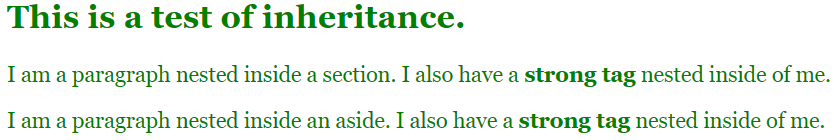 This is a test of inheritance.
I am a paragraph nested inside a section. I also have a strong tag nested inside of me.
I am a paragraph nested inside an aside. I also have a strong tag nested inside of me.